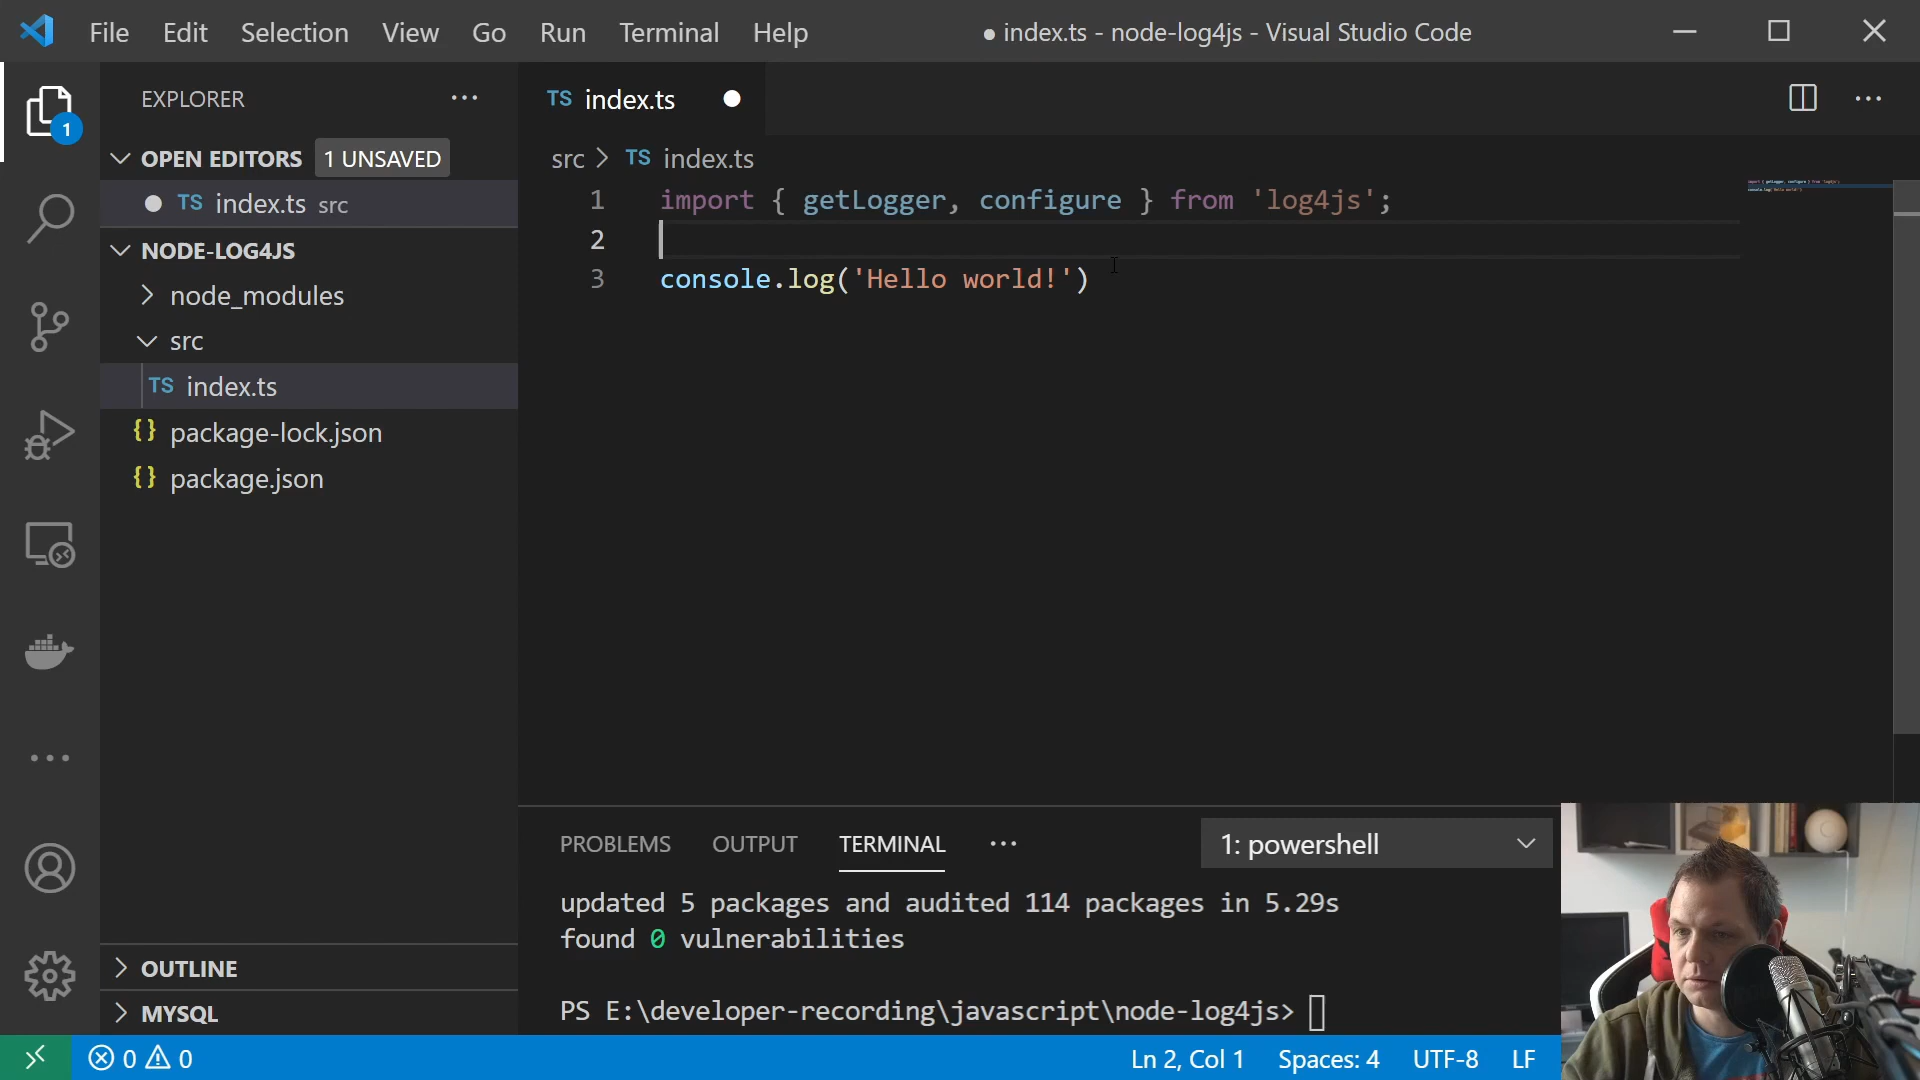 File Edit Selection View Go Run Terminal Help
● index.ts - node-log4js - Visual Studio Code
EXPLORER
OPEN EDITORS 1 UNSAVED
TS index.ts src
NODE-LOG4JS
node_modules
src
TS index.ts
{} package-lock.json
{} package.json
OUTLINE
MYSQL
1
TS index.ts
src > TS index.ts
1 import { getLogger, configure } from 'log4js';
2
3 console.log('Hello world!')
PROBLEMS OUTPUT TERMINAL ··· 1: powershell
updated 5 packages and audited 114 packages in 5.29s
found 0 vulnerabilities
PS E:\developer-recording\javascript\node-log4js>
0 0 Ln 2, Col 1 Spaces: 4 UTF-8 LF